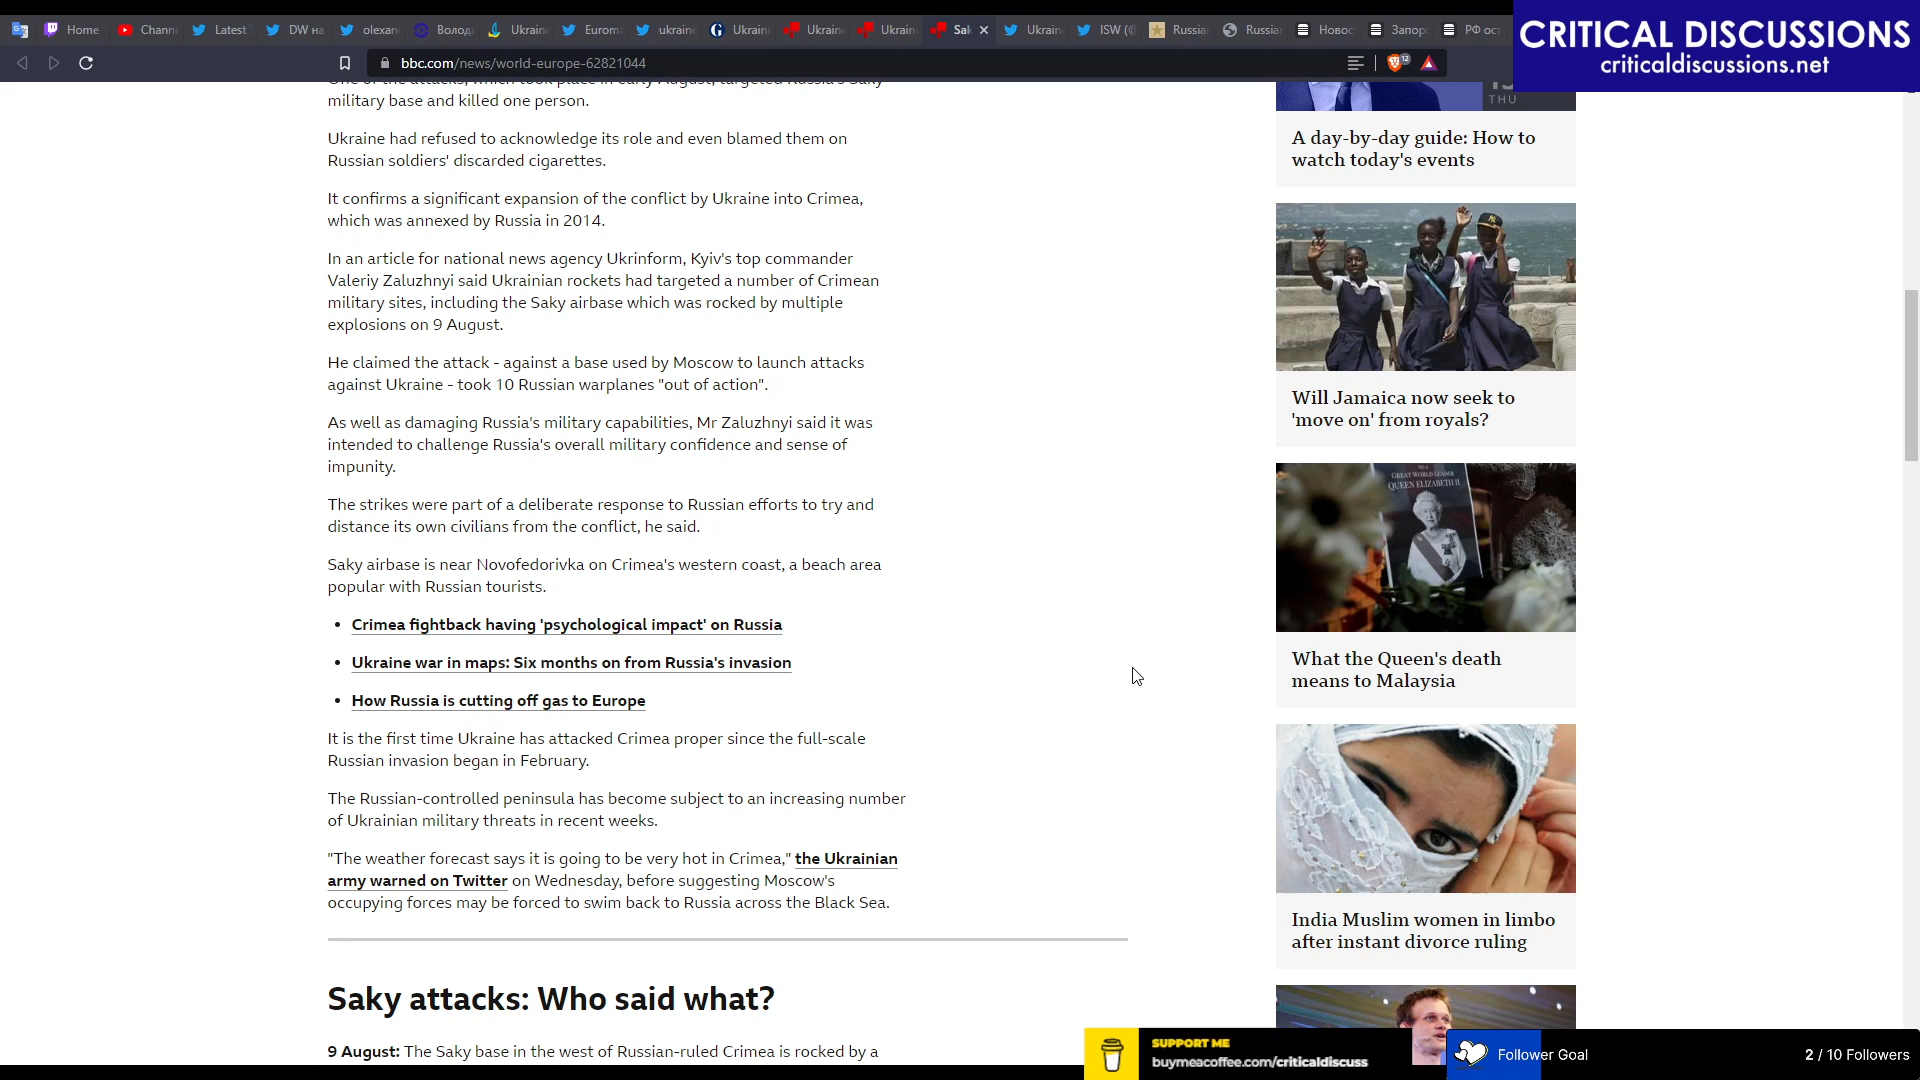 Home
Chann
Latest
DW на
olexan
Волод
Ukrain
Eurom
ukraine
Ukrain
Ukrain
Ukrain
Sak
Ukrain
ISW (@
Russia
Russia
Новос
Запор
РФ ост
CRITICAL DISCUSSIONS
criticaldiscussions.net
bbc.com/news/world-europe-62821044
12
One of the attacks, which took place in early August, targeted Russia's Saky
military base and killed one person.
Ukraine had refused to acknowledge its role and even blamed them on
Russian soldiers' discarded cigarettes.
It confirms a significant expansion of the conflict by Ukraine into Crimea,
which was annexed by Russia in 2014.
In an article for national news agency Ukrinform, Kyiv's top commander
Valeriy Zaluzhnyi said Ukrainian rockets had targeted a number of Crimean
military sites, including the Saky airbase which was rocked by multiple
explosions on 9 August.
He claimed the attack - against a base used by Moscow to launch attacks
against Ukraine - took 10 Russian warplanes "out of action".
As well as damaging Russia's military capabilities, Mr Zaluzhnyi said it was
intended to challenge Russia's overall military confidence and sense of
impunity.
The strikes were part of a deliberate response to Russian efforts to try and
distance its own civilians from the conflict, he said.
Saky airbase is near Novofedorivka on Crimea's western coast, a beach area
popular with Russian tourists.
• Crimea fightback having 'psychological impact' on Russia
• Ukraine war in maps: Six months on from Russia's invasion
• How Russia is cutting off gas to Europe
It is the first time Ukraine has attacked Crimea proper since the full-scale
Russian invasion began in February.
The Russian-controlled peninsula has become subject to an increasing number
of Ukrainian military threats in recent weeks.
"The weather forecast says it is going to be very hot in Crimea," the Ukrainian
army warned on Twitter on Wednesday, before suggesting Moscow's
occupying forces may be forced to swim back to Russia across the Black Sea.
Saky attacks: Who said what?
9 August: The Saky base in the west of Russian-ruled Crimea is rocked by a
THU
A day-by-day guide: How to
watch today's events
Will Jamaica now seek to
'move on' from royals?
GREAT WORLD LEADER
QUEEN ELIZABETH II
What the Queen's death
means to Malaysia
India Muslim women in limbo
after instant divorce ruling
SUPPORT ME
buymeacoffee.com/criticaldiscuss
Follower Goal
2 / 10 Followers